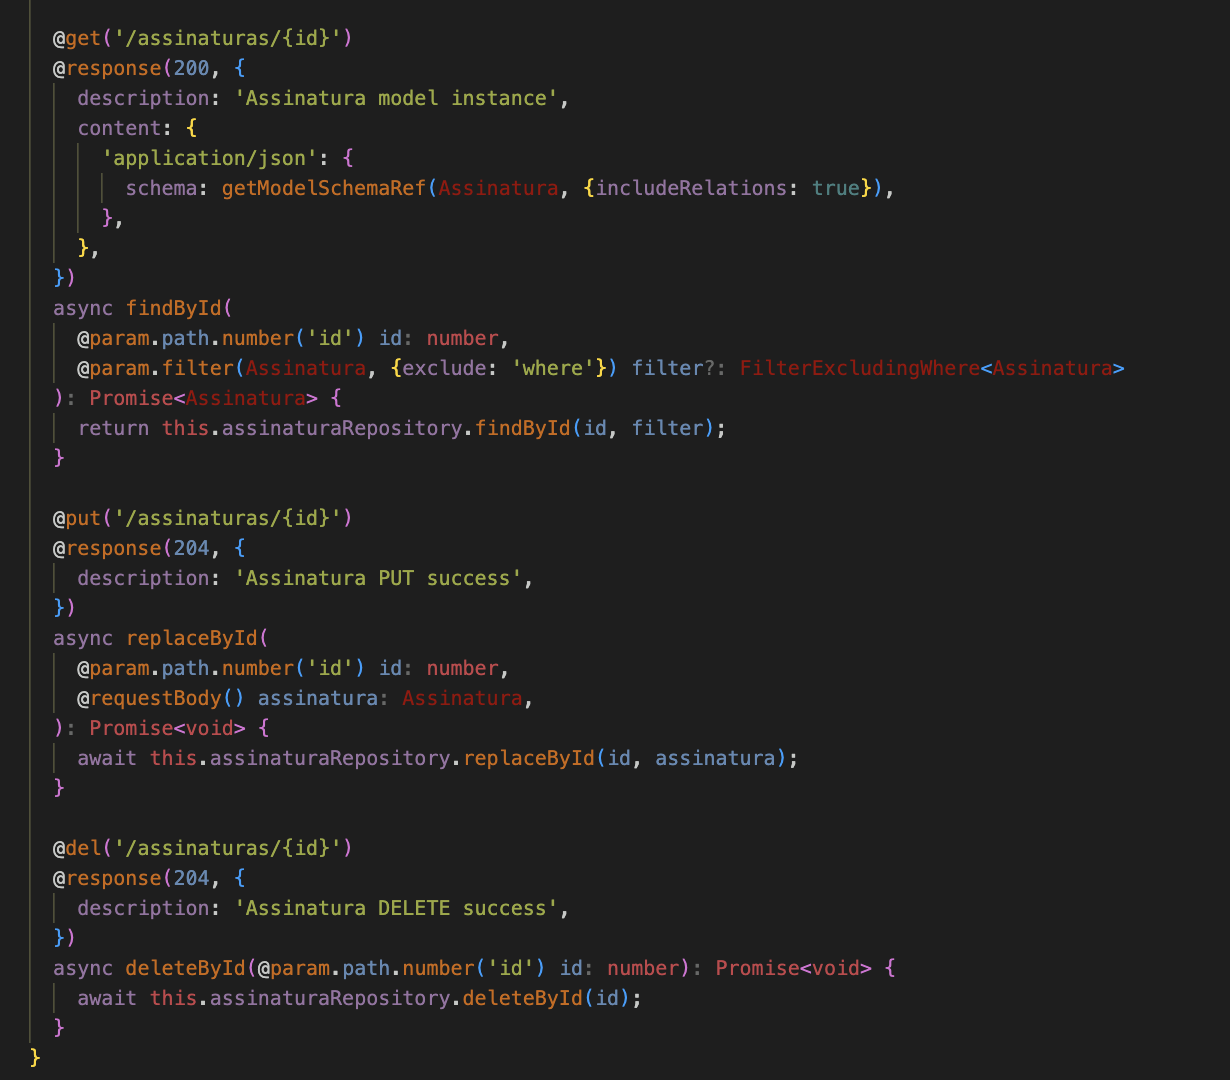 @get('/assinaturas/{id}')
@response(200, {
  description: 'Assinatura model instance',
  content: {
    'application/json': {
      schema: getModelSchemaRef(Assinatura, {includeRelations: true}),
    },
  },
})
async findById(
  @param.path.number('id') id: number,
  @param.filter(Assinatura, {exclude: 'where'}) filter?: FilterExcludingWhere<Assinatura>
): Promise<Assinatura> {
  return this.assinaturaRepository.findById(id, filter);
}

@put('/assinaturas/{id}')
@response(204, {
  description: 'Assinatura PUT success',
})
async replaceById(
  @param.path.number('id') id: number,
  @requestBody() assinatura: Assinatura,
): Promise<void> {
  await this.assinaturaRepository.replaceById(id, assinatura);
}

@del('/assinaturas/{id}')
@response(204, {
  description: 'Assinatura DELETE success',
})
async deleteById(@param.path.number('id') id: number): Promise<void> {
  await this.assinaturaRepository.deleteById(id);
}
}